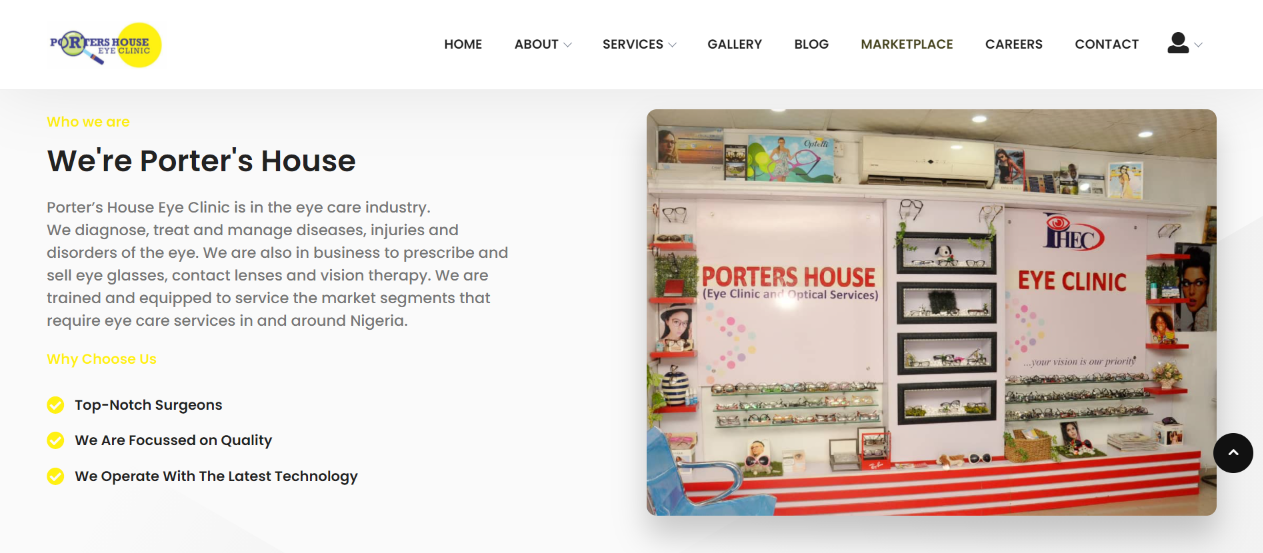 PORTERS HOUSE
EYE CLINIC
HOME ABOUT SERVICES GALLERY BLOG MARKETPLACE CAREERS CONTACT
Who we are
We're Porter's House
Porter’s House Eye Clinic is in the eye care industry.
We diagnose, treat and manage diseases, injuries and
disorders of the eye. We are also in business to prescribe and
sell eye glasses, contact lenses and vision therapy. We are
trained and equipped to service the market segments that
require eye care services in and around Nigeria.
Why Choose Us
Top-Notch Surgeons
We Are Focussed on Quality
We Operate With The Latest Technology
PORTERS HOUSE
(Eye Clinic and Optical Services)
PHEC
EYE CLINIC
...your vision is our priority
Ray-Ban